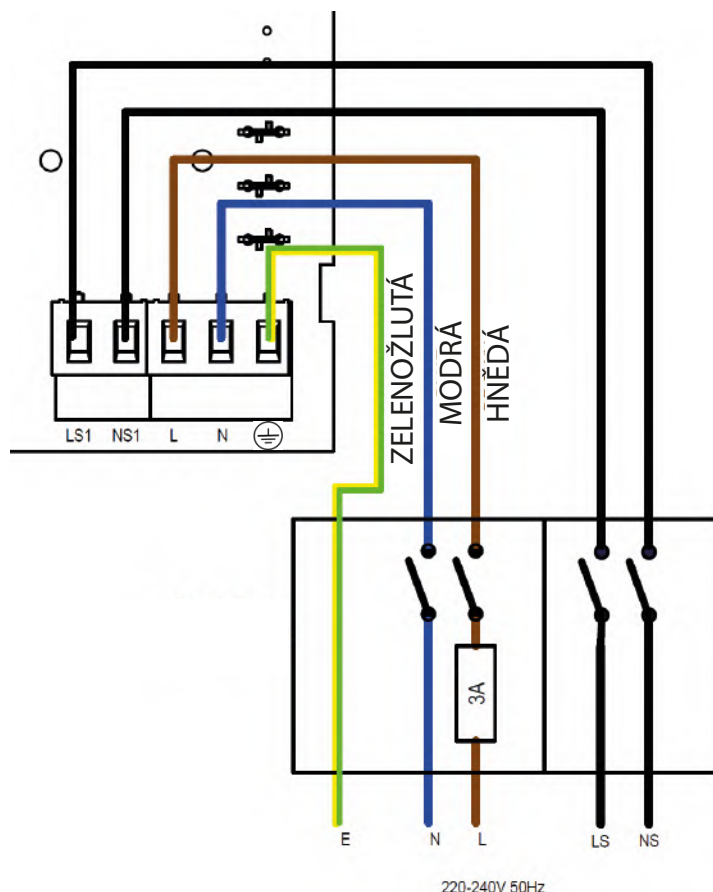 LS1 NS1 L N
ZELENOŽLUTÁ
MODRÁ
HNĚDÁ
3A
E N L LS NS
220-240V 50Hz